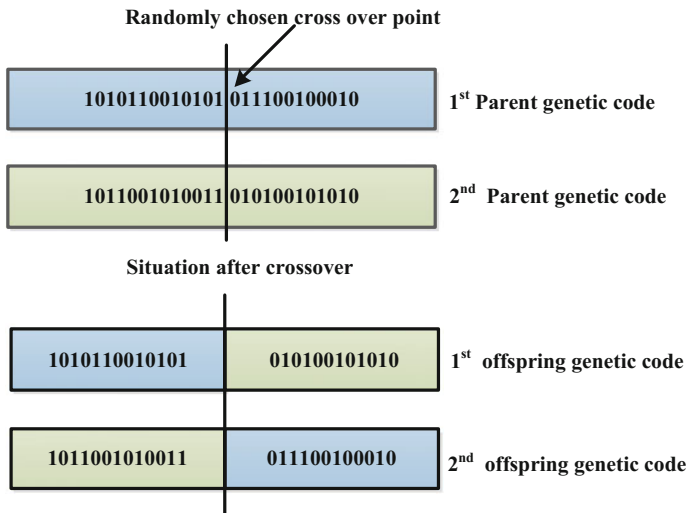 Randomly chosen cross over point
1010110010101 011100100010
1st Parent genetic code
1011001010011 010100101010
2nd Parent genetic code
Situation after crossover
1010110010101 010100101010
1st offspring genetic code
1011001010011 011100100010
2nd offspring genetic code